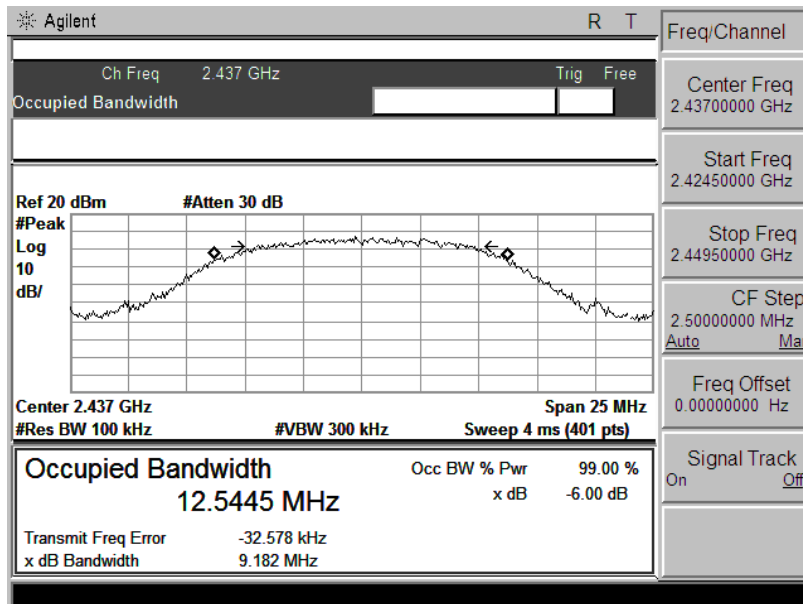 Agilent R T
Ch Freq 2.437 GHz Trig Free
Occupied Bandwidth
Ref 20 dBm #Atten 30 dB
#Peak
Log
10
dB/
Center 2.437 GHz Span 25 MHz
#Res BW 100 kHz #VBW 300 kHz Sweep 4 ms (401 pts)
Occupied Bandwidth Occ BW % Pwr 99.00 %
12.5445 MHz x dB -6.00 dB
Transmit Freq Error -32.578 kHz
x dB Bandwidth 9.182 MHz
Freq/Channel
Center Freq
2.43700000 GHz
Start Freq
2.42450000 GHz
Stop Freq
2.44950000 GHz
CF Step
2.50000000 MHz
Auto Ma
Freq Offset
0.00000000 Hz
Signal Track
On Off